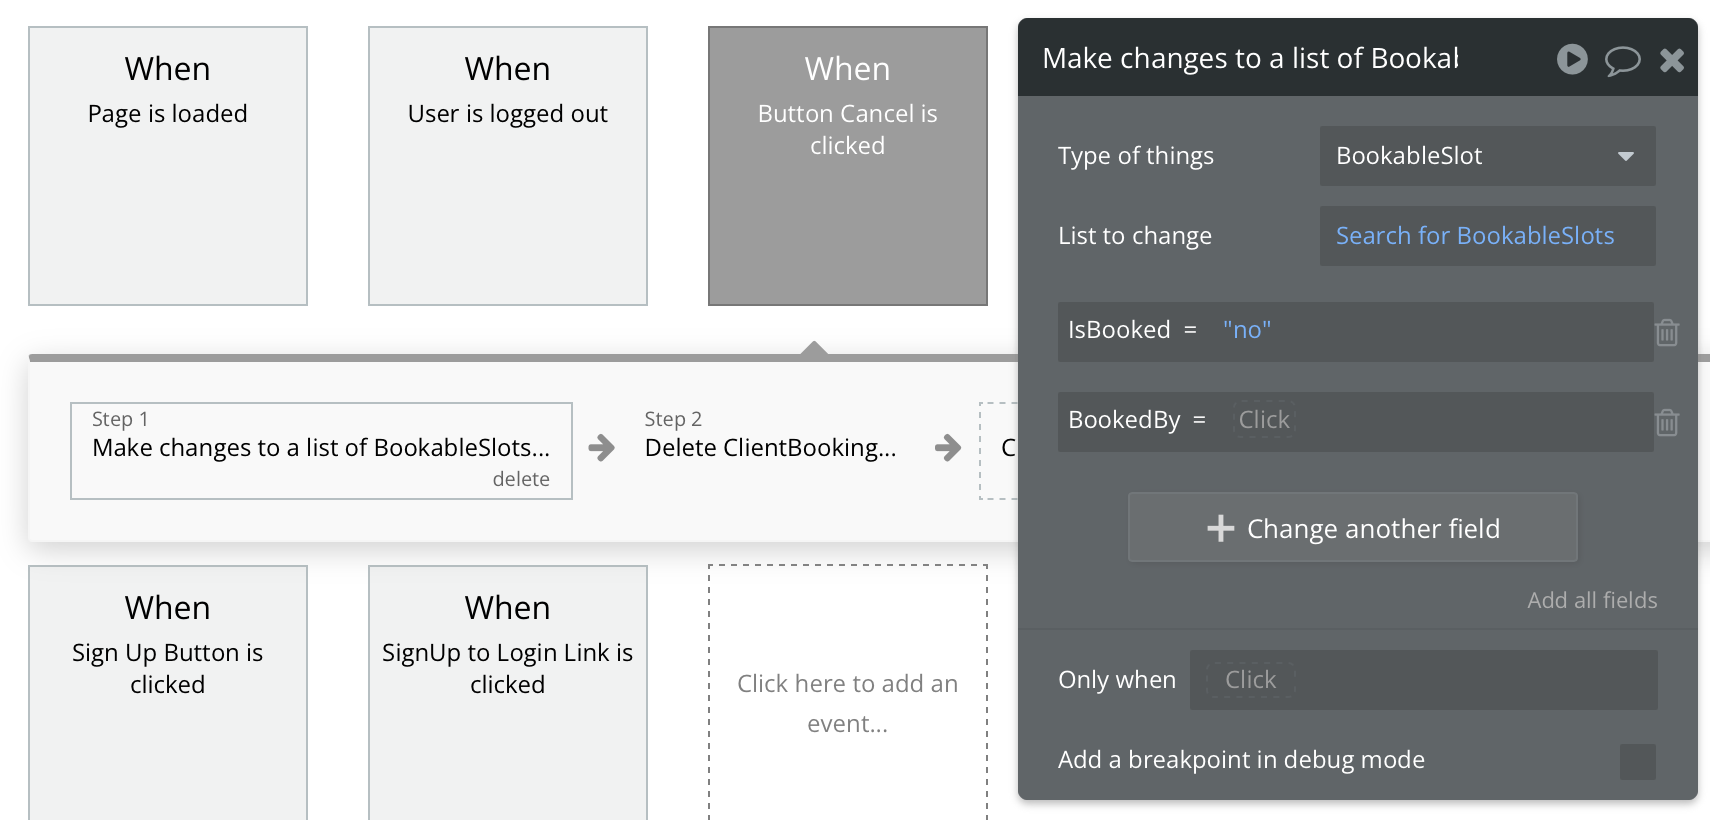 When
Page is loaded
When
User is logged out
When
Button Cancel is
clicked
Step 1
Make changes to a list of BookableSlots...
delete
Step 2
Delete ClientBooking...
C
When
Sign Up Button is
clicked
When
SignUp to Login Link is
clicked
Click here to add an
event...
Make changes to a list of Bookab
Type of things
BookableSlot
List to change
Search for BookableSlots
IsBooked = "no"
BookedBy = Click
Change another field
Add all fields
Only when Click
Add a breakpoint in debug mode